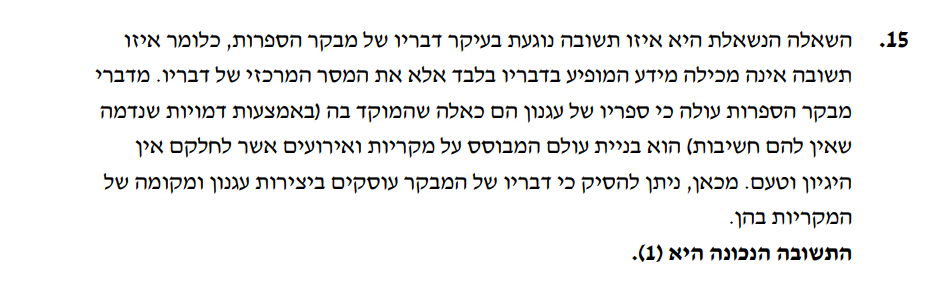 15. השאלה הנשאלת היא איזו תשובה נוגעת בעיקר דבריו של מבקר הספרות, כלומר איזו
תשובה אינה מכילה מידע המופיע בדבריו בלבד אלא את המסר המרכזי של דבריו. מדברי
מבקר הספרות עולה כי ספריו של עגנון הם כאלה שהמוקד בה (באמצעות דמויות שנדמה
שאין להם חשיבות) הוא בניית עולם המבוסס על מקריות ואירועים אשר לחלקם אין
היגיון וטעם. מכאן, ניתן להסיק כי דבריו של המבקר עוסקים ביצירות עגנון ומקומה של
המקריות בהן.
התשובה הנכונה היא (1).